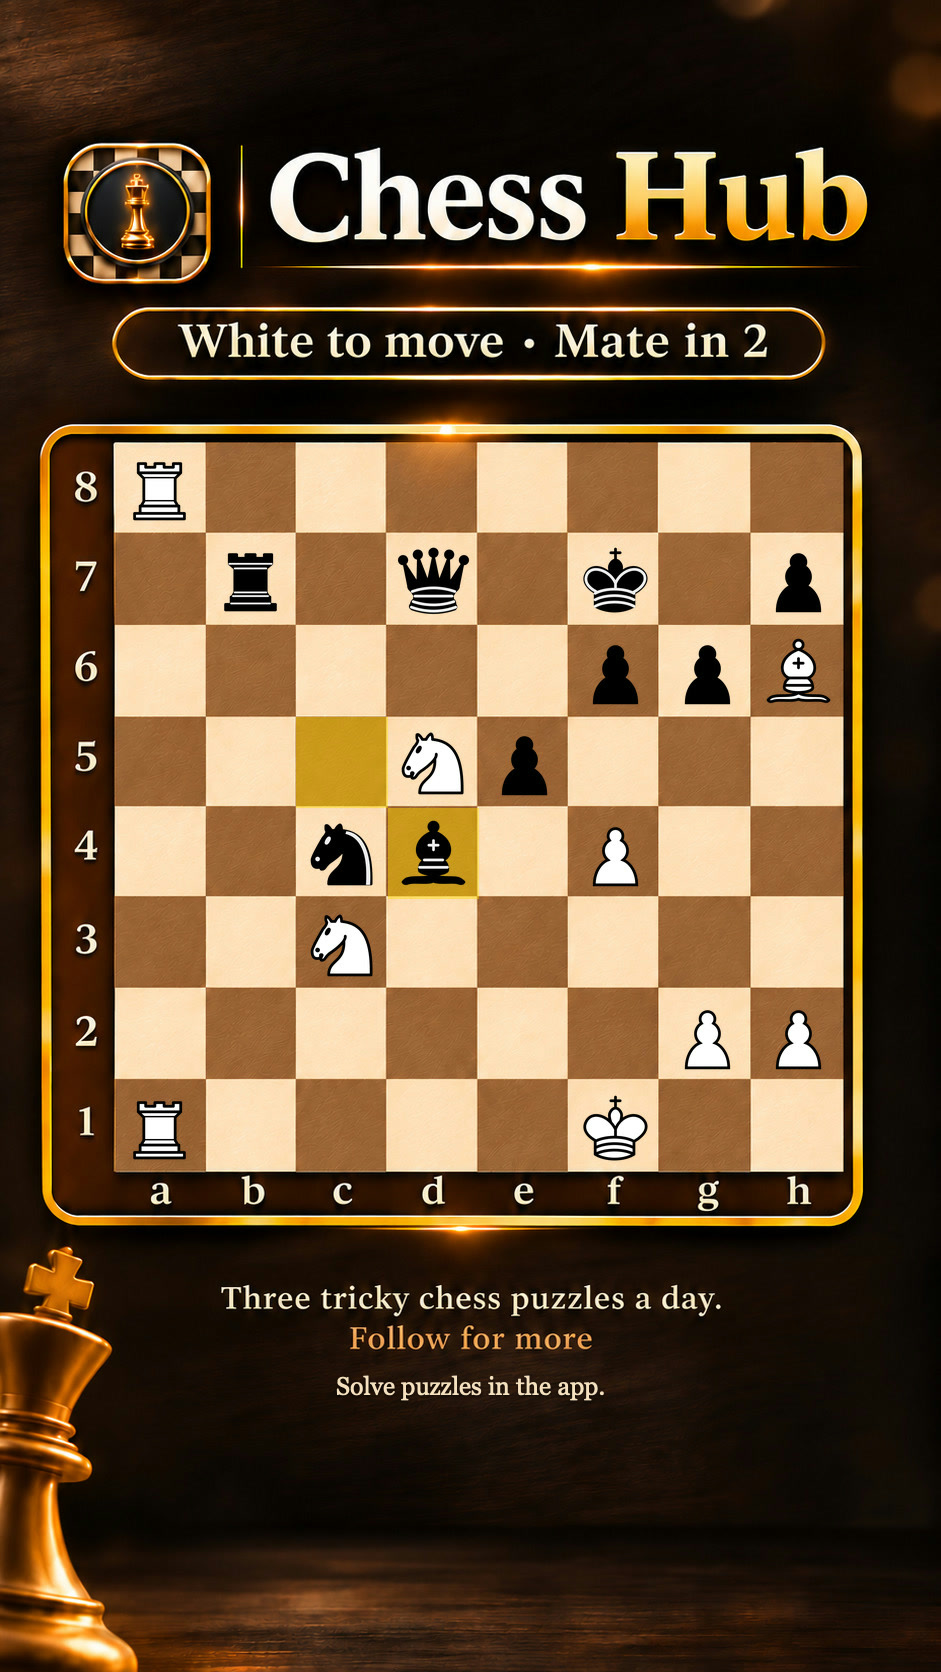 Chess Hub
White to move • Mate in 2
8
7
6
5
4
3
2
1
a b c d e f g h
Three tricky chess puzzles a day.
Follow for more
Solve puzzles in the app.